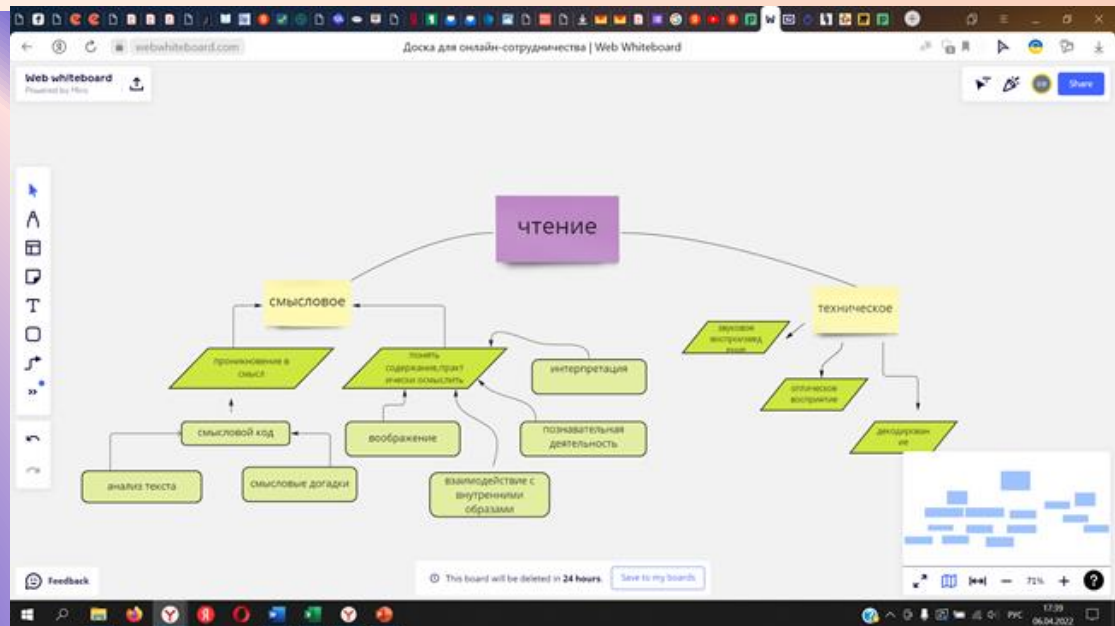 webwhiteboard.com
Доска для онлайн-сотрудничества | Web Whiteboard
Web whiteboard
Powered by Miro
Share
чтение
смысловое
техническое
проникновение в
смысл
понять
содержание,практ
ически осмыслить
интерпретация
звуковое
воспроизвед
ение
оптическое
восприятие
декодирован
ие
смысловой код
воображение
познавательная
деятельность
анализ текста
смысловые догадки
взаимодействие с
внутренними
образами
Feedback
This board will be deleted in 24 hours.
Save to my boards
71%
РУС
17:39
06.04.2022